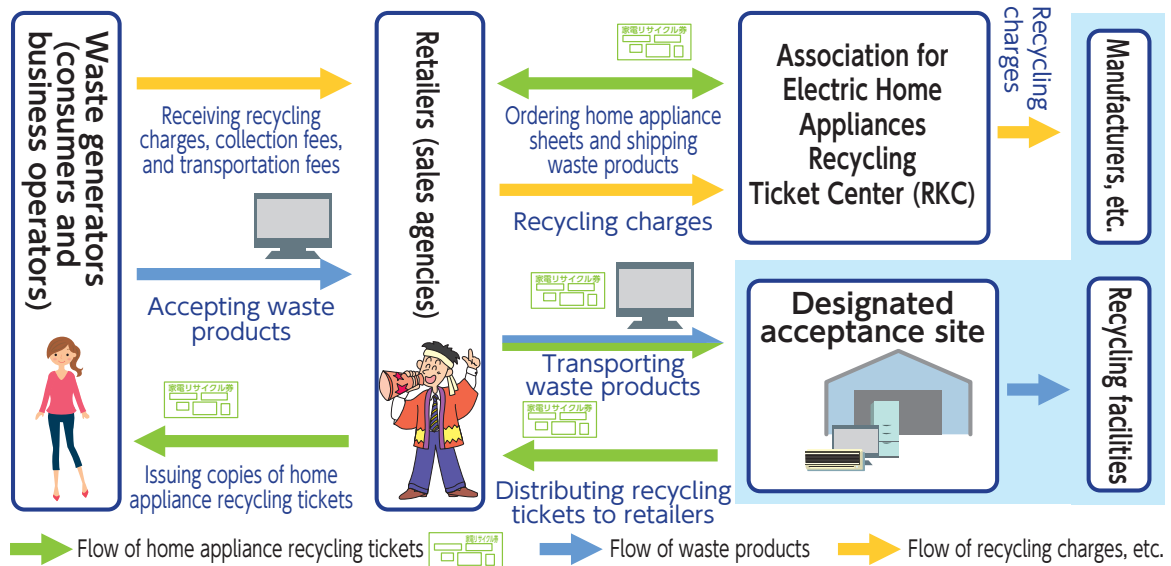 Waste generators
(consumers and
business operators)
Receiving recycling
charges, collection fees,
and transportation fees
Accepting waste
products
家電リサイクル券
Issuing copies of home
appliance recycling tickets
Retailers (sales agencies)
家電リサイクル券
Ordering home appliance
sheets and shipping
waste products
Recycling charges
家電リサイクル券
Transporting
waste products
家電リサイクル券
Distributing recycling
tickets to retailers
Association for
Electric Home
Appliances
Recycling
Ticket Center (RKC)
Recycling
charges
Manufacturers, etc.
Designated
acceptance site
Recycling facilities
Flow of home appliance recycling tickets
家電リサイクル券
Flow of waste products
Flow of recycling charges, etc.